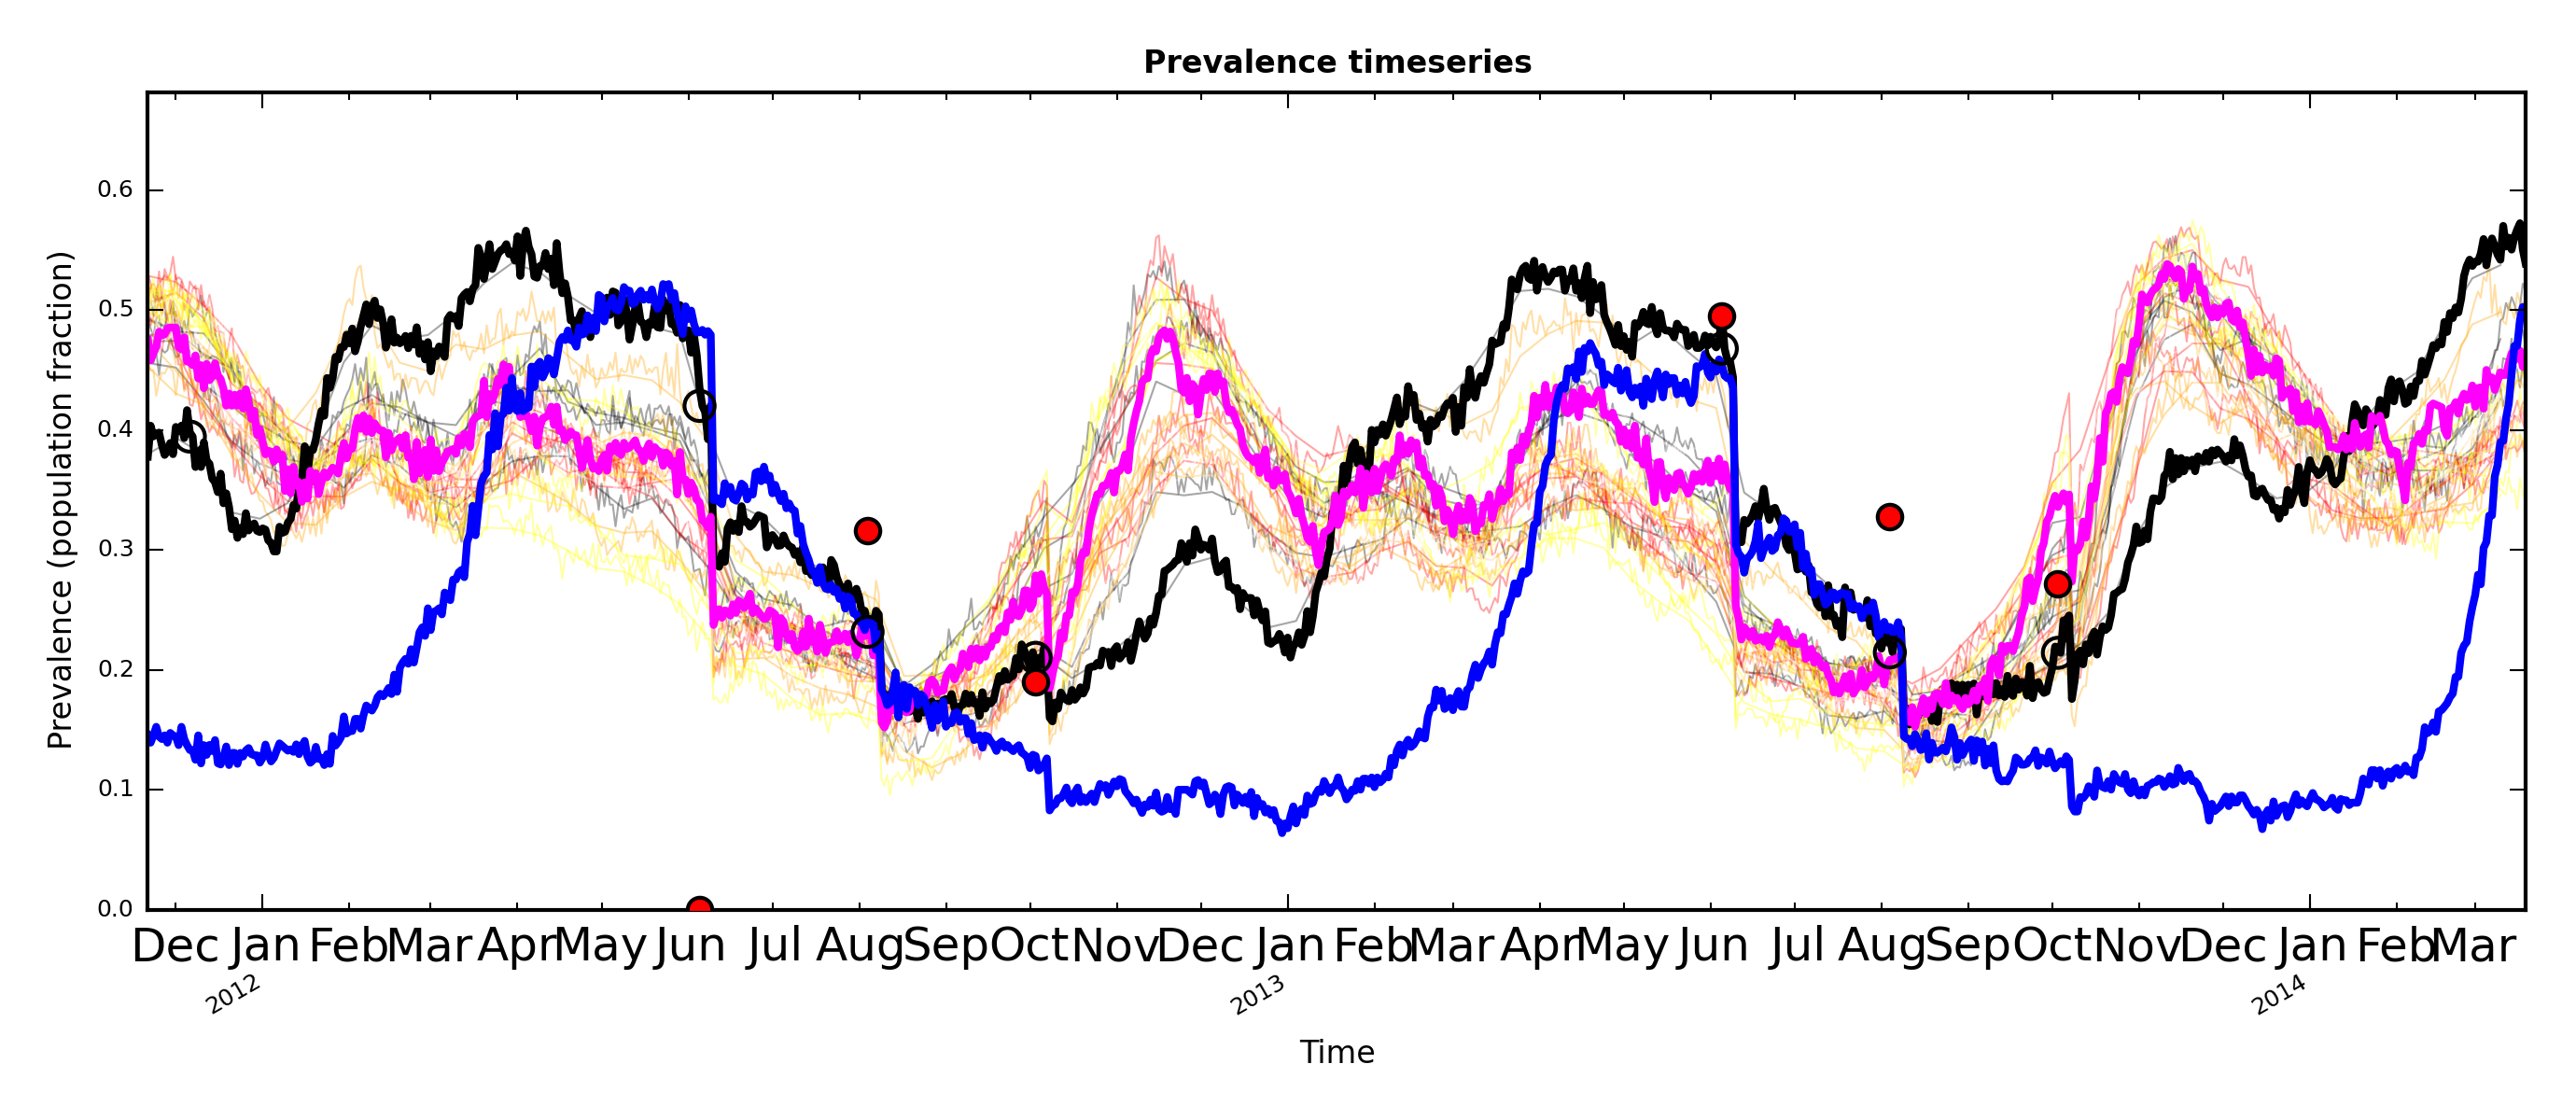 Prevalence timeseries
Prevalence (population fraction)
0.6
0.5
0.4
0.3
0.2
0.1
0.0
Dec Jan Feb Mar Apr May Jun Jul Aug Sep Oct Nov Dec Jan Feb Mar Apr May Jun Jul Aug Sep Oct Nov Dec Jan Feb Mar
2012 2013 2014
Time